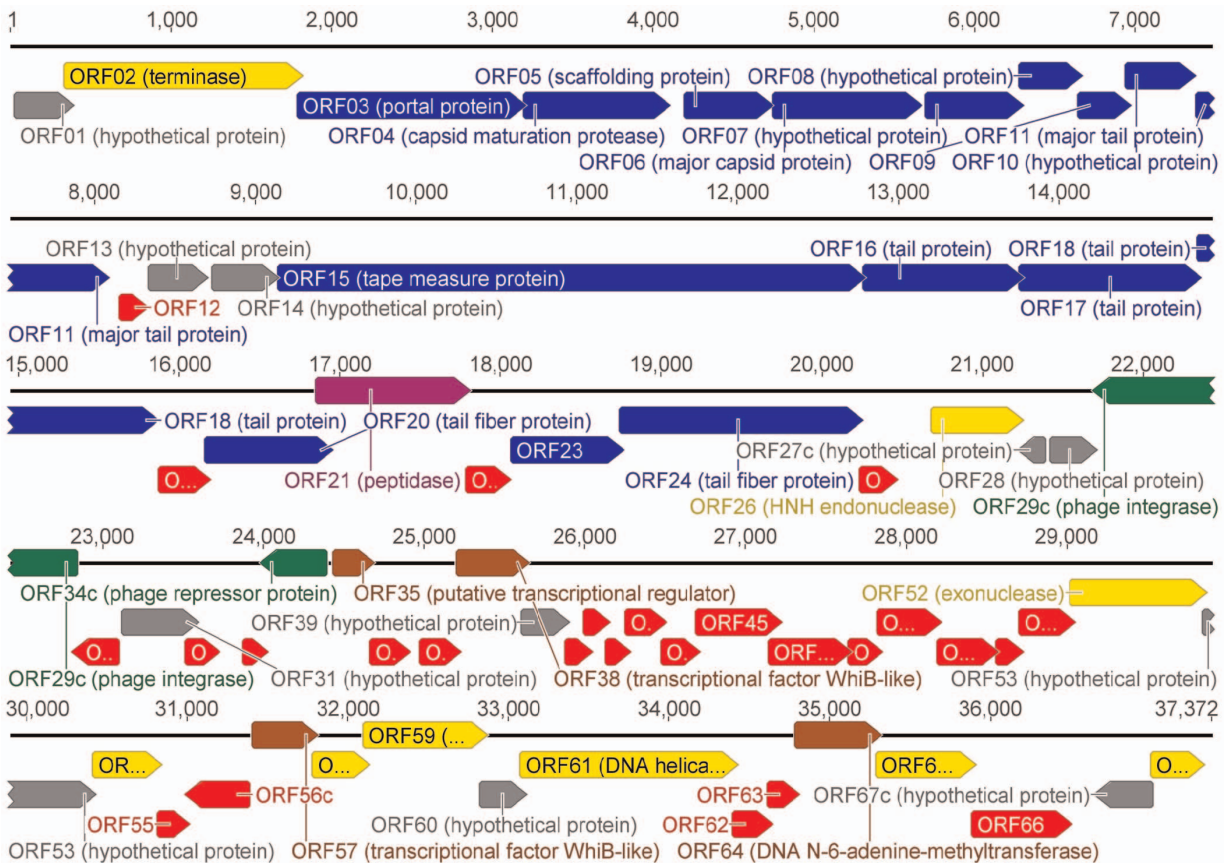 1 1,000 2,000 3,000 4,000 5,000 6,000 7,000
ORF02 (terminase) ORF05 (scaffolding protein) ORF08 (hypothetical protein)
ORF03 (portal protein)
ORF01 (hypothetical protein) ORF04 (capsid maturation protease) ORF07 (hypothetical protein) ORF11 (major tail protein)
ORF06 (major capsid protein) ORF09 ORF10 (hypothetical protein)
8,000 9,000 10,000 11,000 12,000 13,000 14,000
ORF13 (hypothetical protein) ORF16 (tail protein) ORF18 (tail protein)
ORF15 (tape measure protein)
ORF12 ORF14 (hypothetical protein) ORF17 (tail protein)
ORF11 (major tail protein)
15,000 16,000 17,000 18,000 19,000 20,000 21,000 22,000
ORF18 (tail protein) ORF20 (tail fiber protein)
ORF23 ORF27c (hypothetical protein)
O... ORF21 (peptidase) O.. ORF24 (tail fiber protein) O ORF28 (hypothetical protein)
ORF26 (HNH endonuclease) ORF29c (phage integrase)
23,000 24,000 25,000 26,000 27,000 28,000 29,000
ORF34c (phage repressor protein) ORF35 (putative transcriptional regulator) ORF52 (exonuclease)
ORF39 (hypothetical protein) O. ORF45 O... O...
O.. O. O.. O.. O. ORF... O O...
ORF29c (phage integrase) ORF31 (hypothetical protein) ORF38 (transcriptional factor WhiB-like) ORF53 (hypothetical protein)
30,000 31,000 32,000 33,000 34,000 35,000 36,000 37,372
ORF59 (...
OR... O... ORF61 (DNA helica... ORF6... O...
ORF56c ORF63 ORF67c (hypothetical protein)
ORF55 ORF60 (hypothetical protein) ORF62 ORF66
ORF53 (hypothetical protein) ORF57 (transcriptional factor WhiB-like) ORF64 (DNA N-6-adenine-methyltransferase)